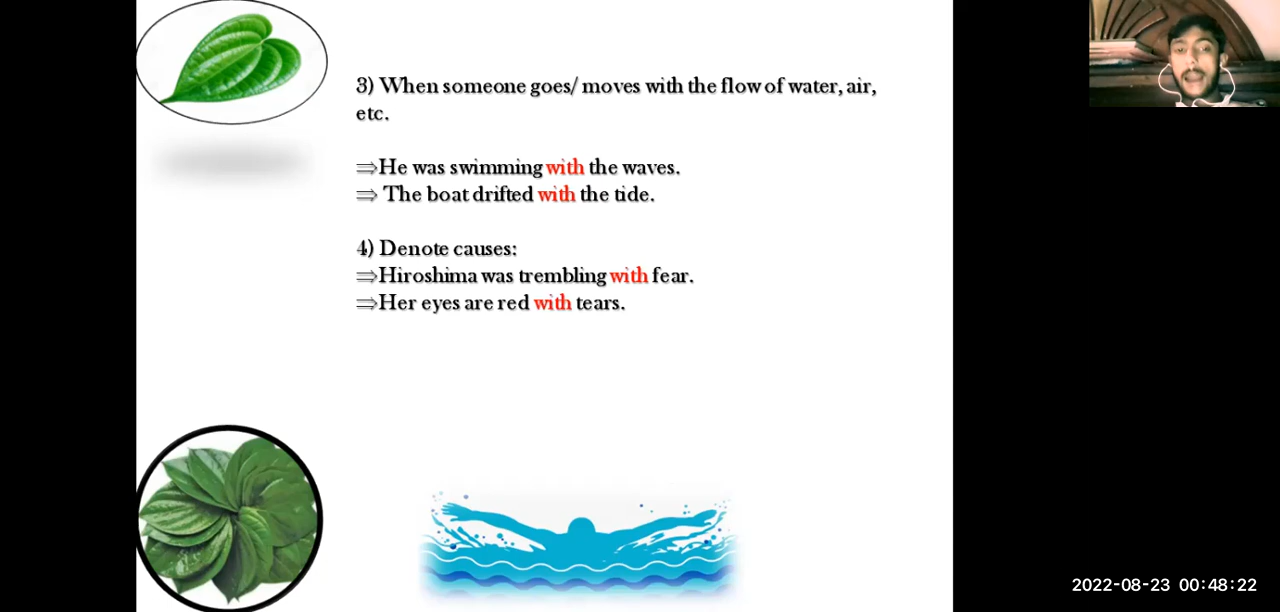 3) When someone goes/ moves with the flow of water, air,
etc.
⇒He was swimming with the waves.
⇒ The boat drifted with the tide.
4) Denote causes:
⇒Hiroshima was trembling with fear.
⇒Her eyes are red with tears.
2022-08-23 00:48:22